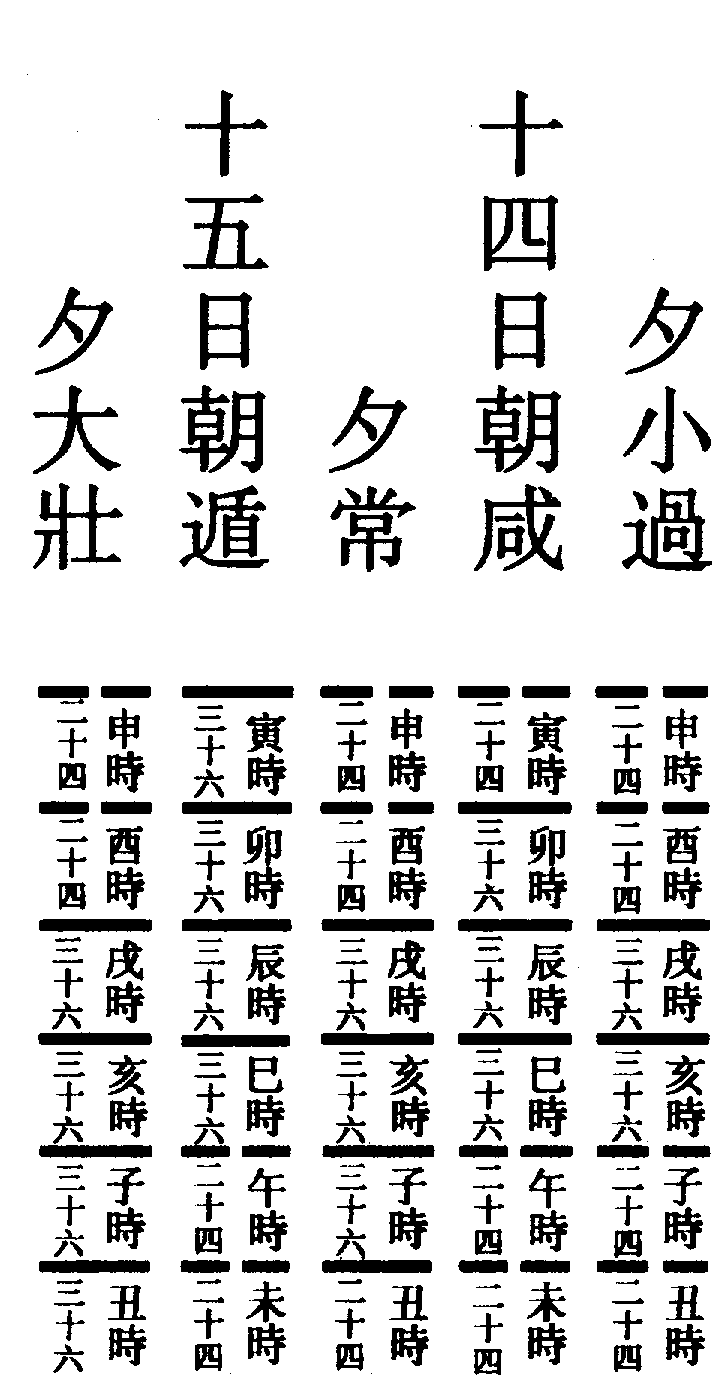 夕小過
申時
二十四
酉時
二十四
戌時
三十六
亥時
三十六
子時
二十四
丑時
二十四
十四日朝咸
寅時
二十四
卯時
三十六
辰時
三十六
巳時
三十六
午時
二十四
未時
二十四
夕常
申時
二十四
酉時
二十四
戌時
三十六
亥時
三十六
子時
三十六
丑時
二十四
十五日朝遁
寅時
三十六
卯時
三十六
辰時
三十六
巳時
三十六
午時
二十四
未時
二十四
夕大壯
申時
二十四
酉時
二十四
戌時
三十六
亥時
三十六
子時
三十六
丑時
三十六